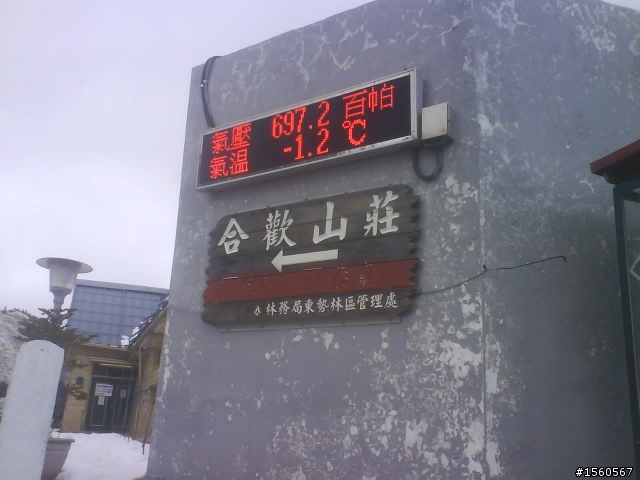 氣壓 697.2 百帕
氣溫 -1.2 ℃
合歡山莊
林務局東勢林區管理處
#1560567